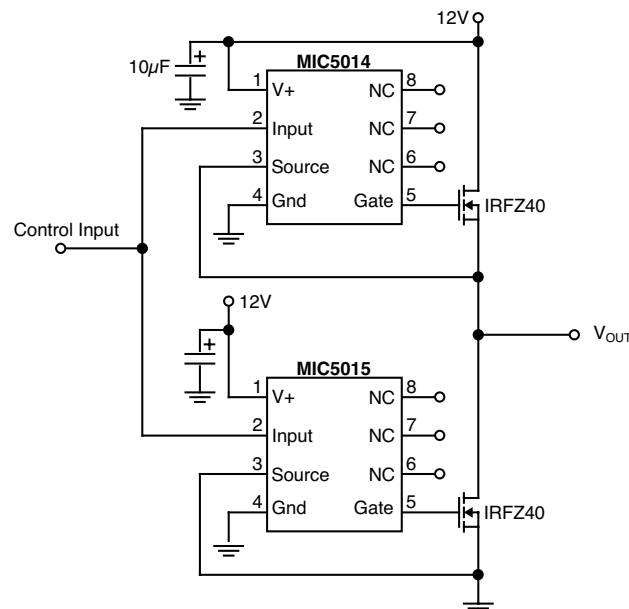 12V
10µF
+
MIC5014
1 V+ NC 8
2 Input NC 7
3 Source NC 6
4 Gnd Gate 5
IRFZ40
Control Input
12V
+
VOUT
MIC5015
1 V+ NC 8
2 Input NC 7
3 Source NC 6
4 Gnd Gate 5
IRFZ40